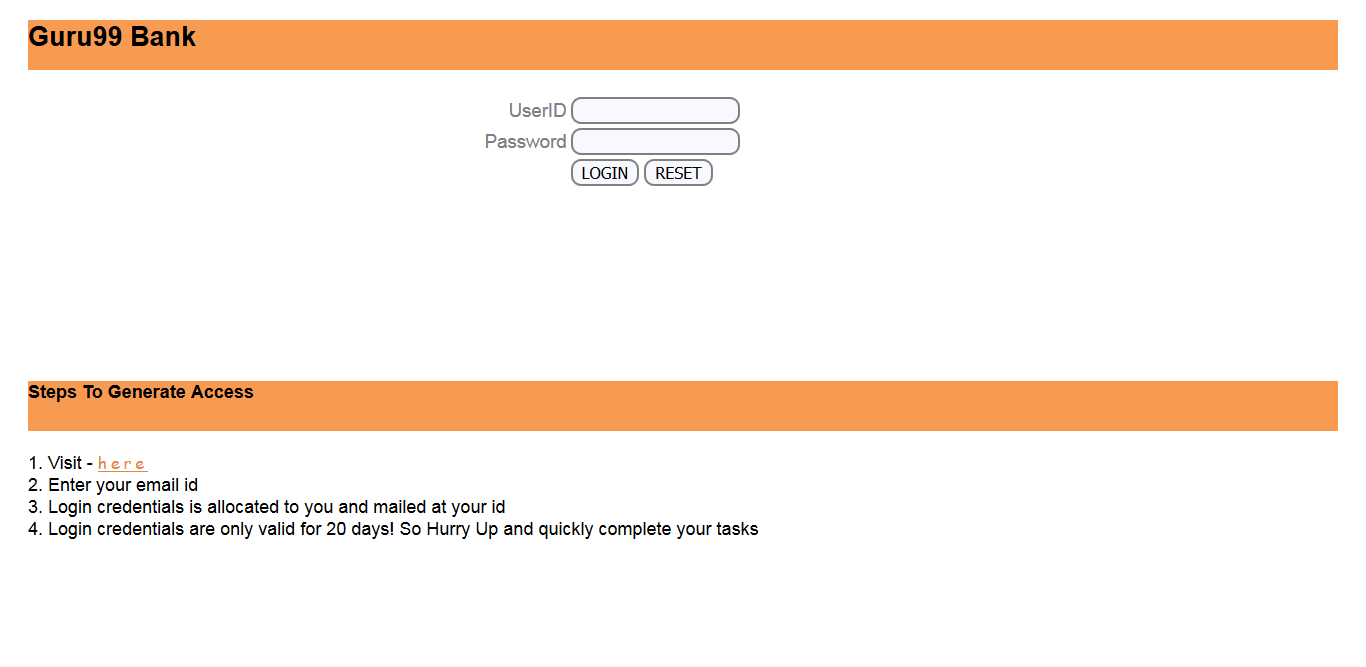 Guru99 Bank
UserID
Password
LOGIN RESET
Steps To Generate Access
1. Visit - here
2. Enter your email id
3. Login credentials is allocated to you and mailed at your id
4. Login credentials are only valid for 20 days! So Hurry Up and quickly complete your tasks